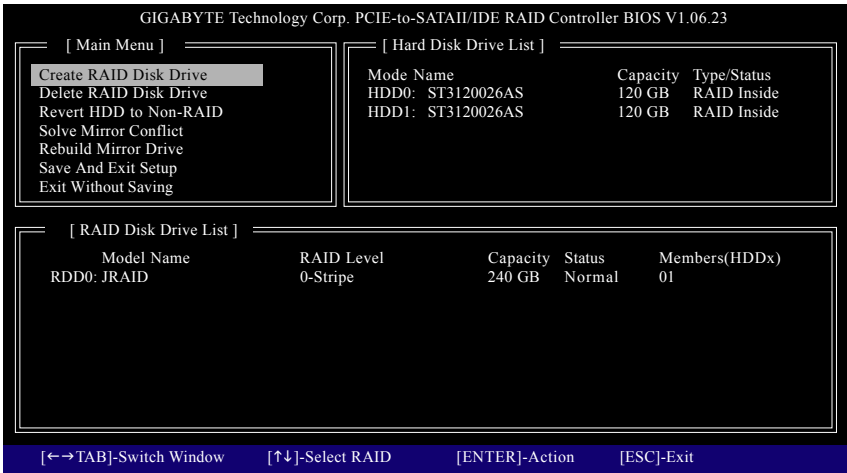 GIGABYTE Technology Corp. PCIE-to-SATAII/IDE RAID Controller BIOS V1.06.23
[ Main Menu ]
Create RAID Disk Drive
Delete RAID Disk Drive
Revert HDD to Non-RAID
Solve Mirror Conflict
Rebuild Mirror Drive
Save And Exit Setup
Exit Without Saving
[ Hard Disk Drive List ]
Mode Name Capacity Type/Status
HDD0: ST3120026AS 120 GB RAID Inside
HDD1: ST3120026AS 120 GB RAID Inside
[ RAID Disk Drive List ]
Model Name RAID Level Capacity Status Members(HDDx)
RDD0: JRAID 0-Stripe 240 GB Normal 01
[←→TAB]-Switch Window [↑↓]-Select RAID [ENTER]-Action [ESC]-Exit